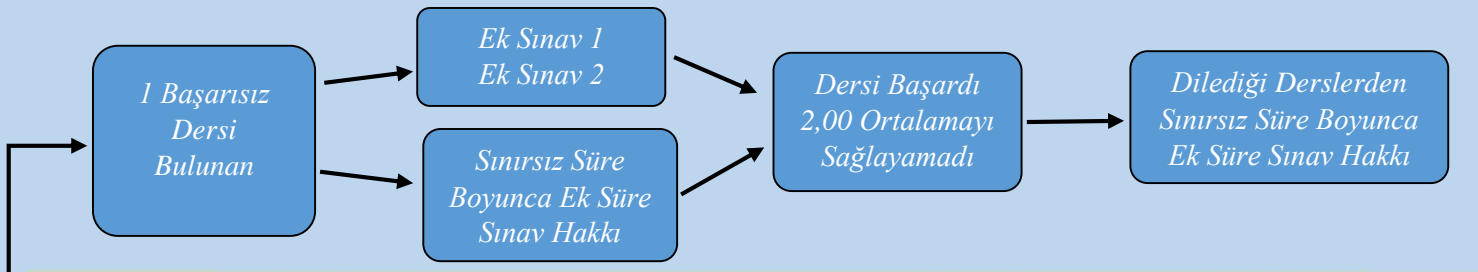 1 Başarısız
Dersi
Bulunan
Ek Sınav 1
Ek Sınav 2
Sınırsız Süre
Boyunca Ek Süre
Sınav Hakkı
Dersi Başardı
2,00 Ortalamayı
Sağlayamadı
Dilediği Derslerden
Sınırsız Süre Boyunca
Ek Süre Sınav Hakkı